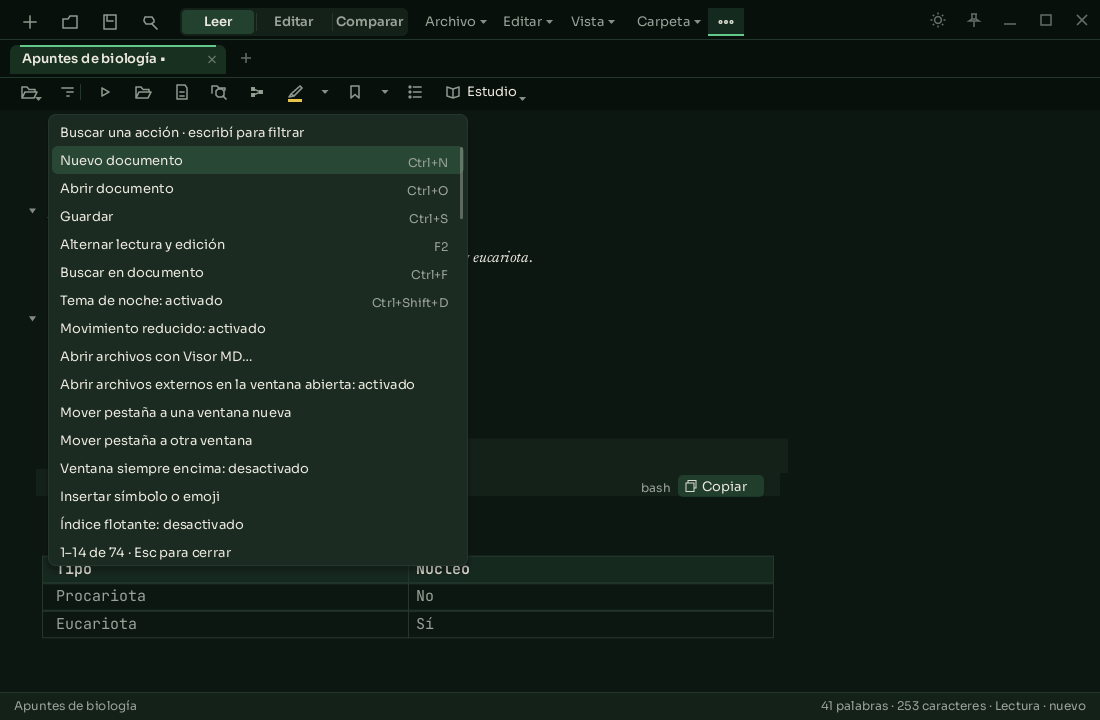 Leer Editar Comparar Archivo Editar Vista Carpeta
Apuntes de biología •
Estudio
Buscar una acción · escribí para filtrar
Nuevo documento Ctrl+N
Abrir documento Ctrl+O
Guardar Ctrl+S
Alternar lectura y edición F2
eucariota.
Buscar en documento Ctrl+F
Tema de noche: activado Ctrl+Shift+D
Movimiento reducido: activado
Abrir archivos con Visor MD...
Abrir archivos externos en la ventana abierta: activado
Mover pestaña a una ventana nueva
Mover pestaña a otra ventana
Ventana siempre encima: desactivado
bash Copiar
Insertar símbolo o emoji
Índice flotante: desactivado
1–14 de 74 · Esc para cerrar
Tipo Núcleo
Procariota No
Eucariota Sí
Apuntes de biología 41 palabras · 253 caracteres · Lectura · nuevo